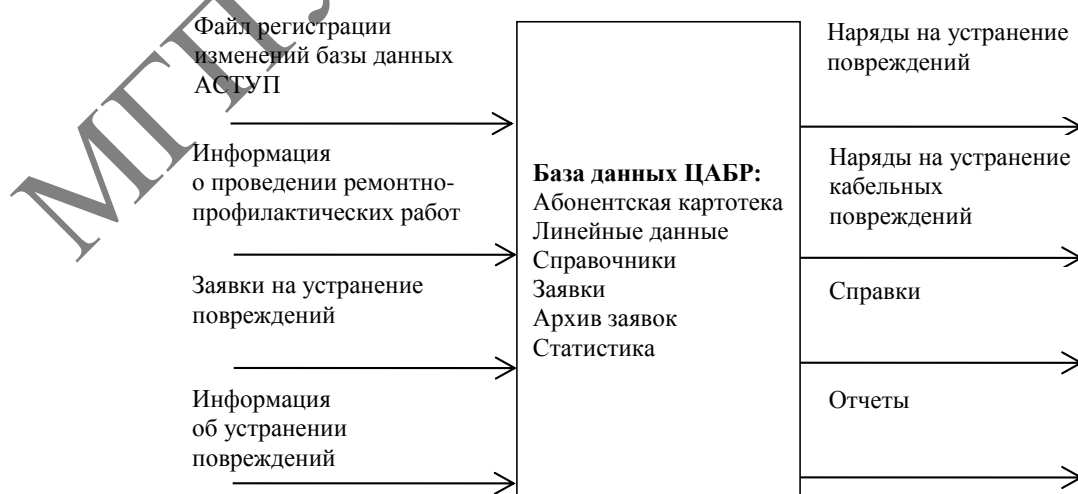 Файл регистрации
изменений базы данных
АСТУП
Информация
о проведении ремонтно-
профилактических работ
Заявки на устранение
повреждений
Информация
об устранении
повреждений
База данных ЦАБР:
Абонентская картотека
Линейные данные
Справочники
Заявки
Архив заявок
Статистика
Наряды на устранение
повреждений
Наряды на устранение
кабельных
повреждений
Справки
Отчеты